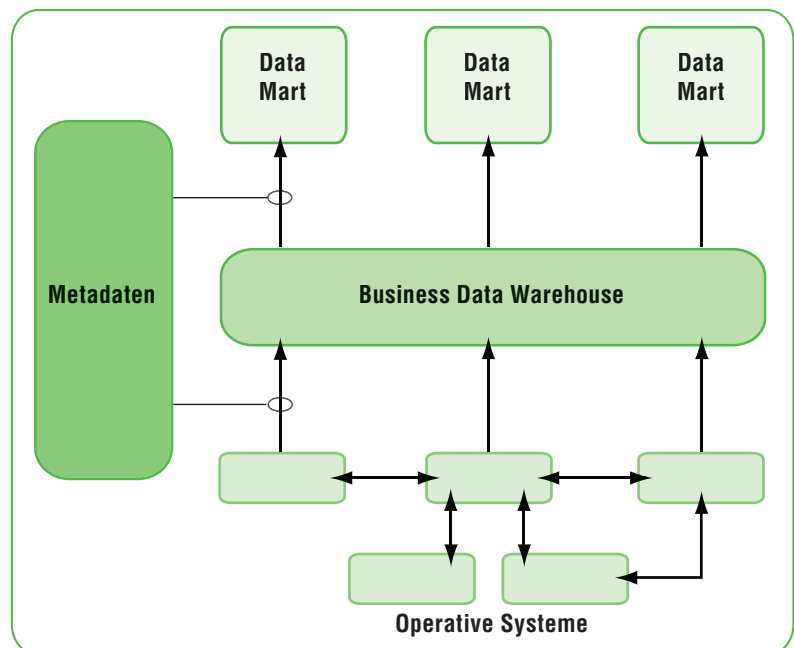 Data
Mart
Data
Mart
Data
Mart
Metadaten
Business Data Warehouse
Operative Systeme